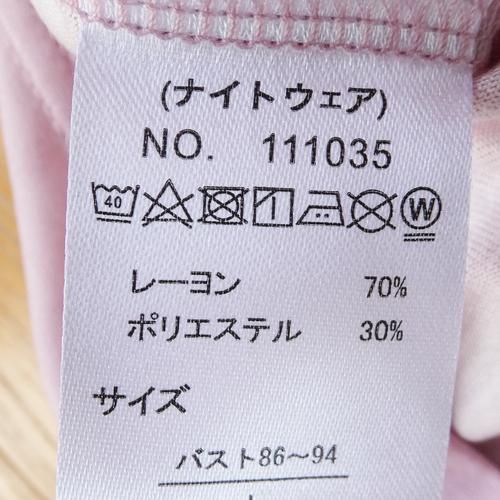 (ナイトウェア)
NO. 111035
40 W
レーヨン 70%
ポリエステル 30%
サイズ
バスト86〜94